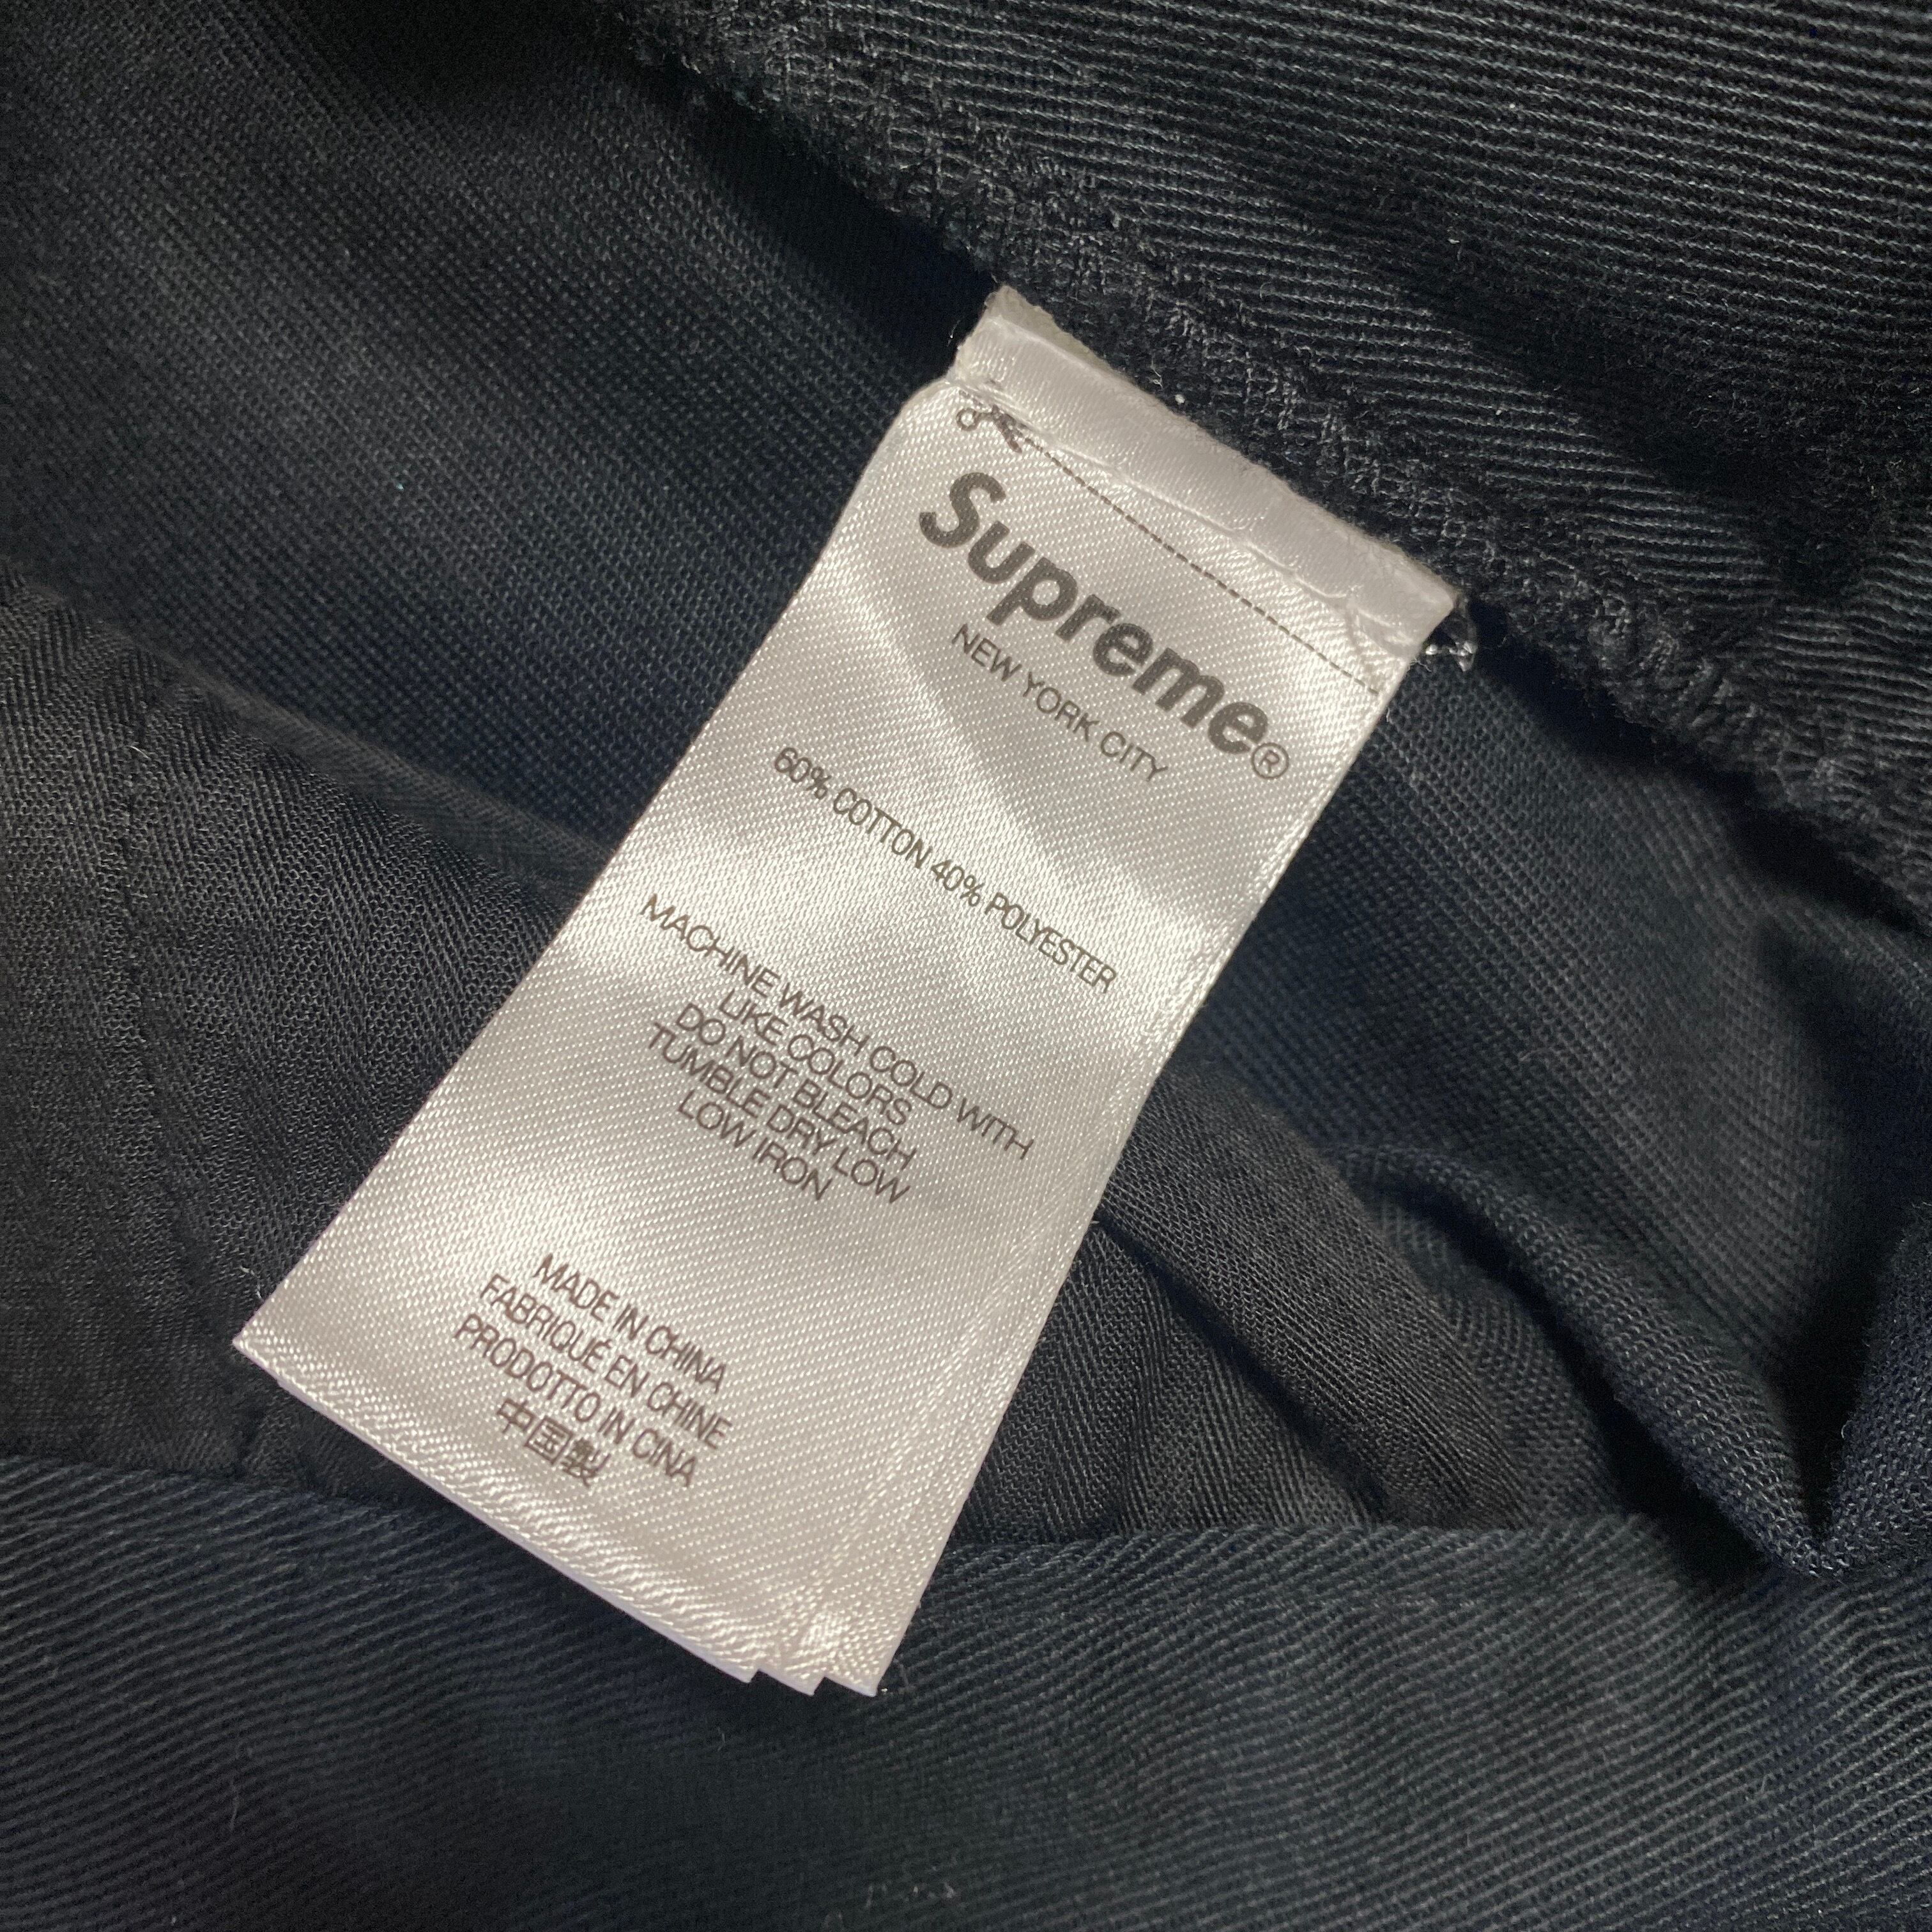 Supreme®
NEW YORK CITY
60% COTTON 40% POLYESTER
MACHINE WASH COLD WITH
LIKE COLORS
DO NOT BLEACH
TUMBLE DRY LOW
LOW IRON
MADE IN CHINA
FABRIQUÉ EN CHINE
PRODOTTO IN CINA
中国製